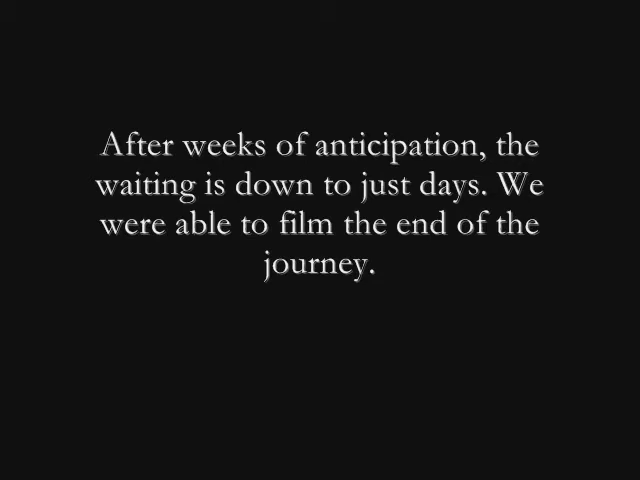 After weeks of anticipation, the
waiting is down to just days. We
were able to film the end of the
journey.